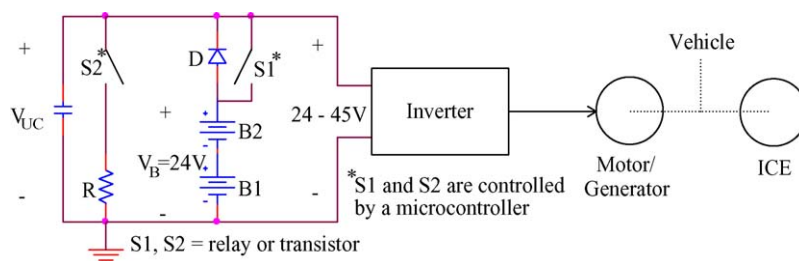 +
S2*
D
S1*
+
Vehicle
VUC
+
B2
24 - 45V
Inverter
VB=24V
-
R
B1
-
-
Motor/
Generator
ICE
*S1 and S2 are controlled
by a microcontroller
S1, S2 = relay or transistor